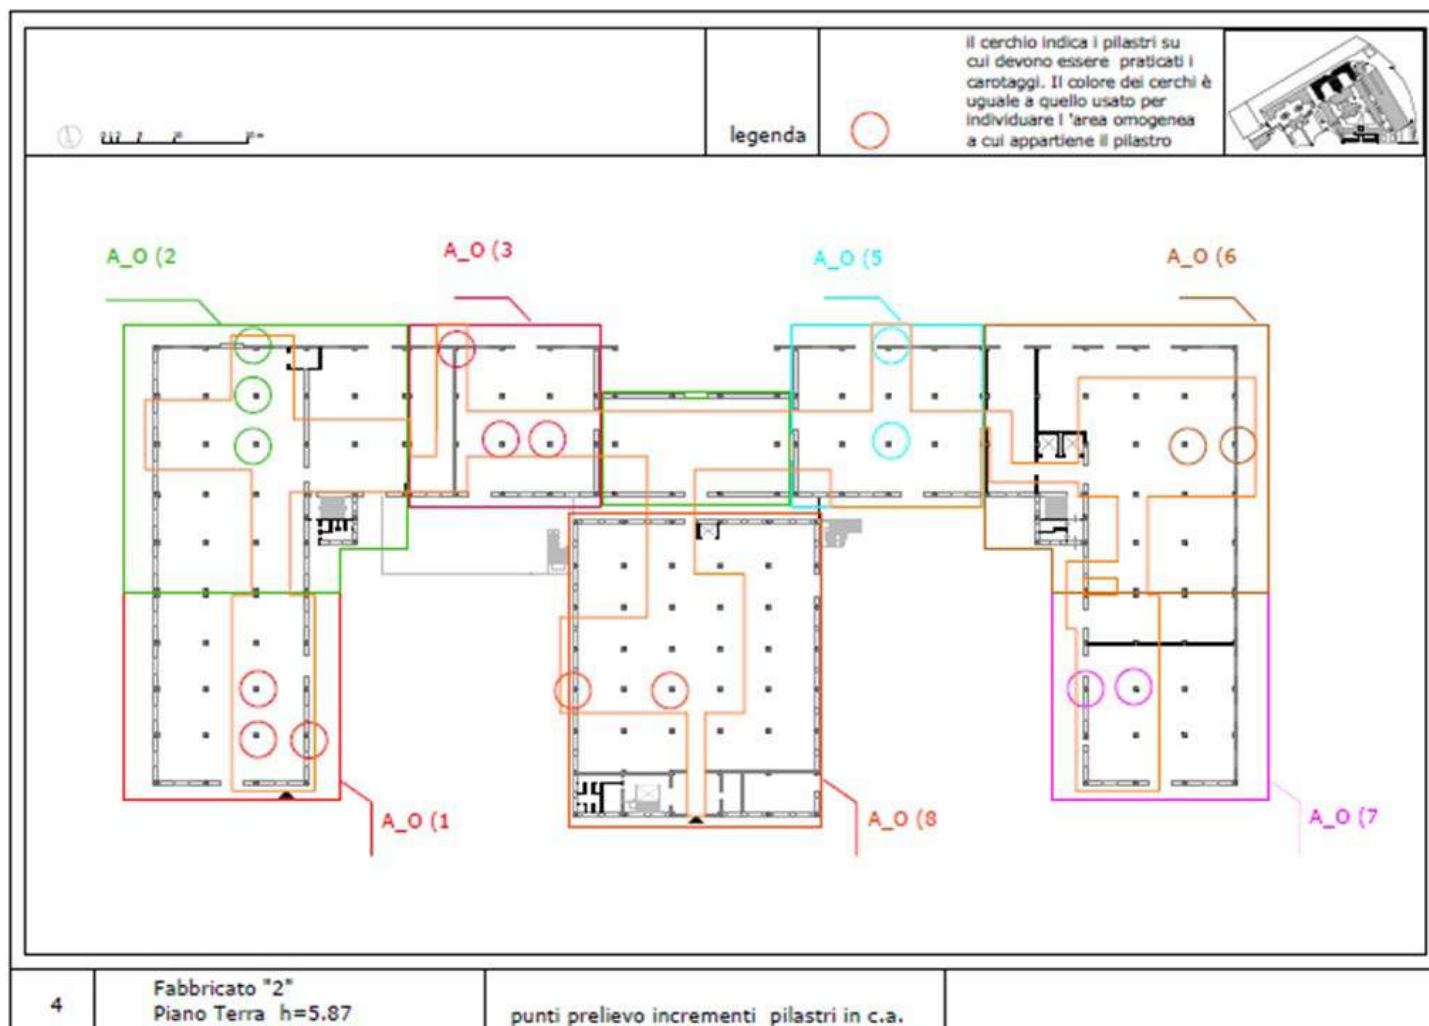 il cerchio indica i pilastri su
cui devono essere praticati i
carotaggi. Il colore dei cerchi è
uguale a quello usato per
individuare l 'area omogenea
a cui appartiene il pilastro
legenda
A_O (2
A_O (3
A_O (5
A_O (6
A_O (1
A_O (8
A_O (7
4
Fabbricato "2"
Piano Terra h=5.87
punti prelievo incrementi pilastri in c.a.